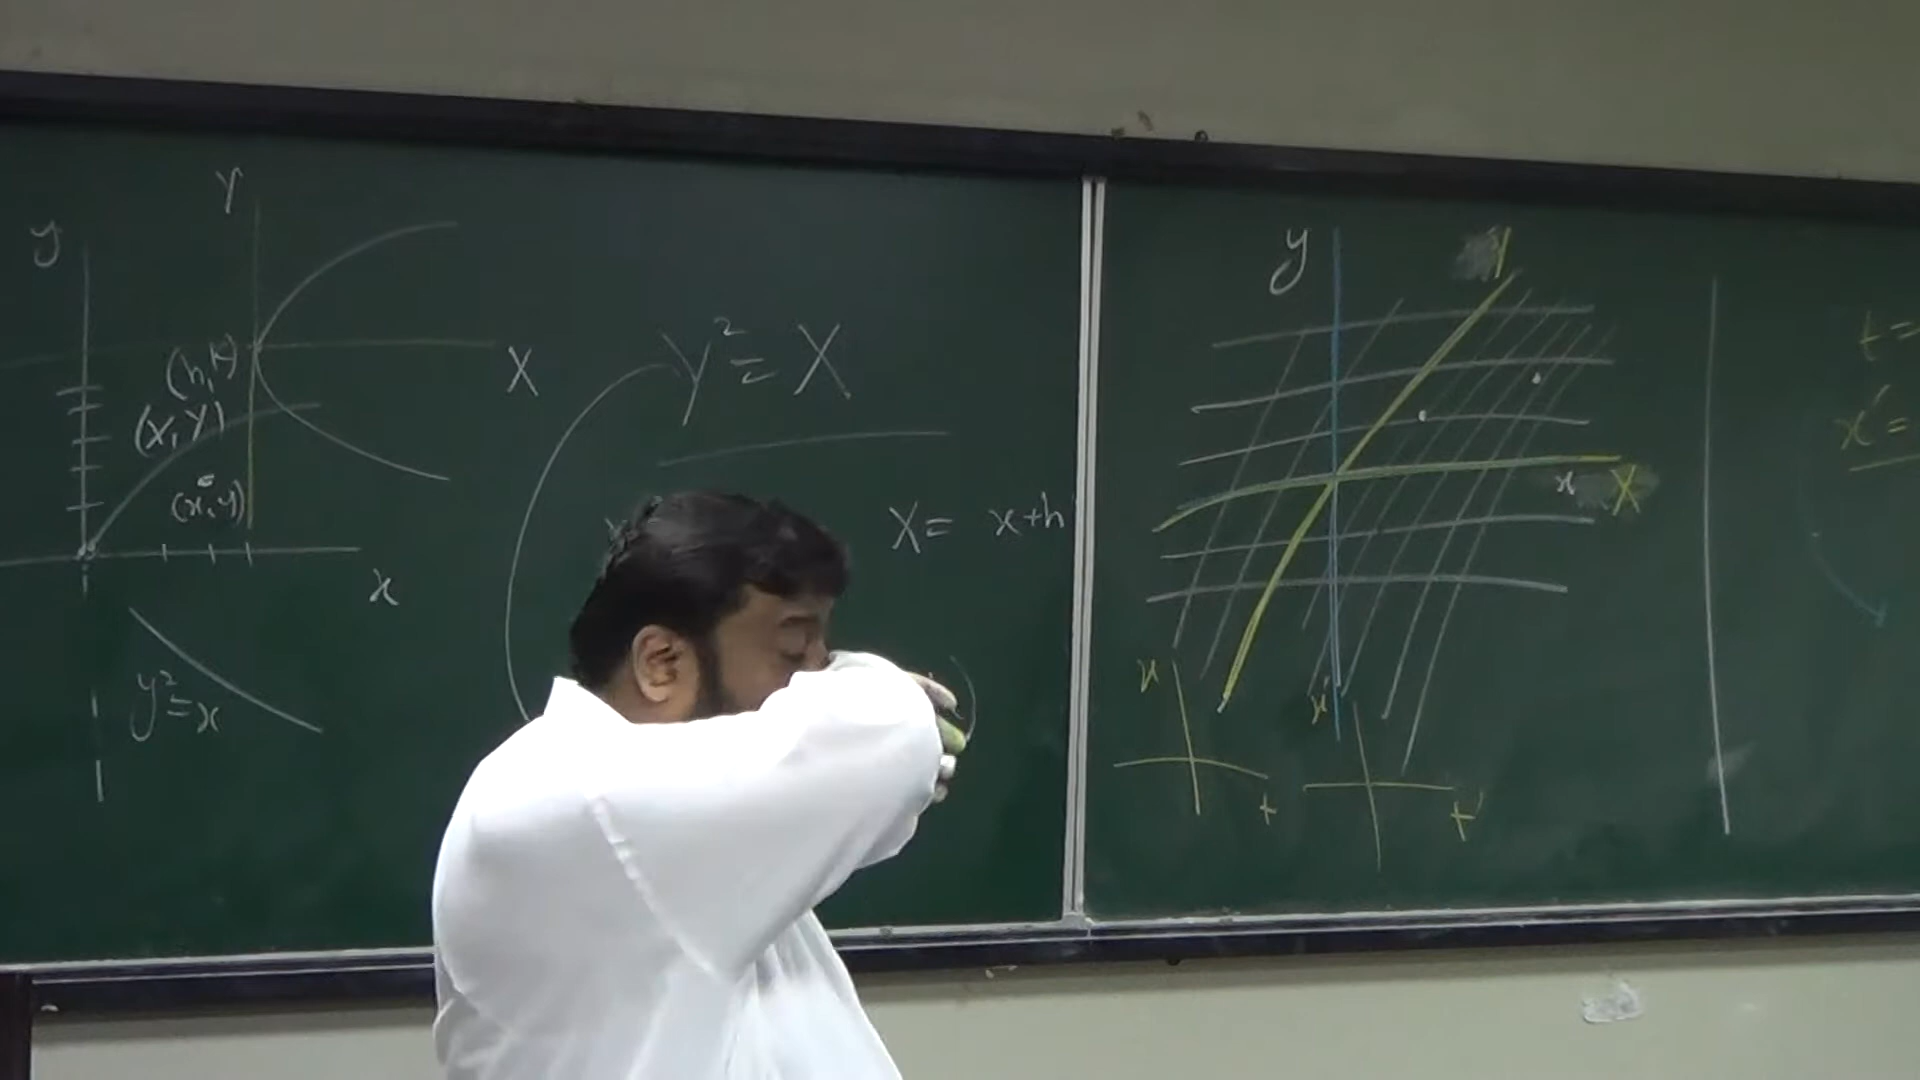 y
Y
(h,k)
X
(X,Y)
(x,y)
x
y²=x
Y²=X
X= x+h
y
Y
x
X
x
t
x'
t'
t=
x'=